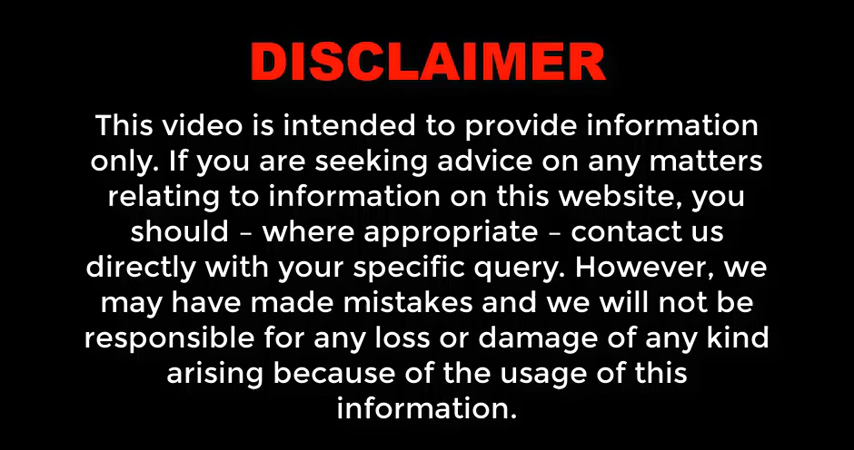 DISCLAIMER
This video is intended to provide information
only. If you are seeking advice on any matters
relating to information on this website, you
should – where appropriate – contact us
directly with your specific query. However, we
may have made mistakes and we will not be
responsible for any loss or damage of any kind
arising because of the usage of this
information.